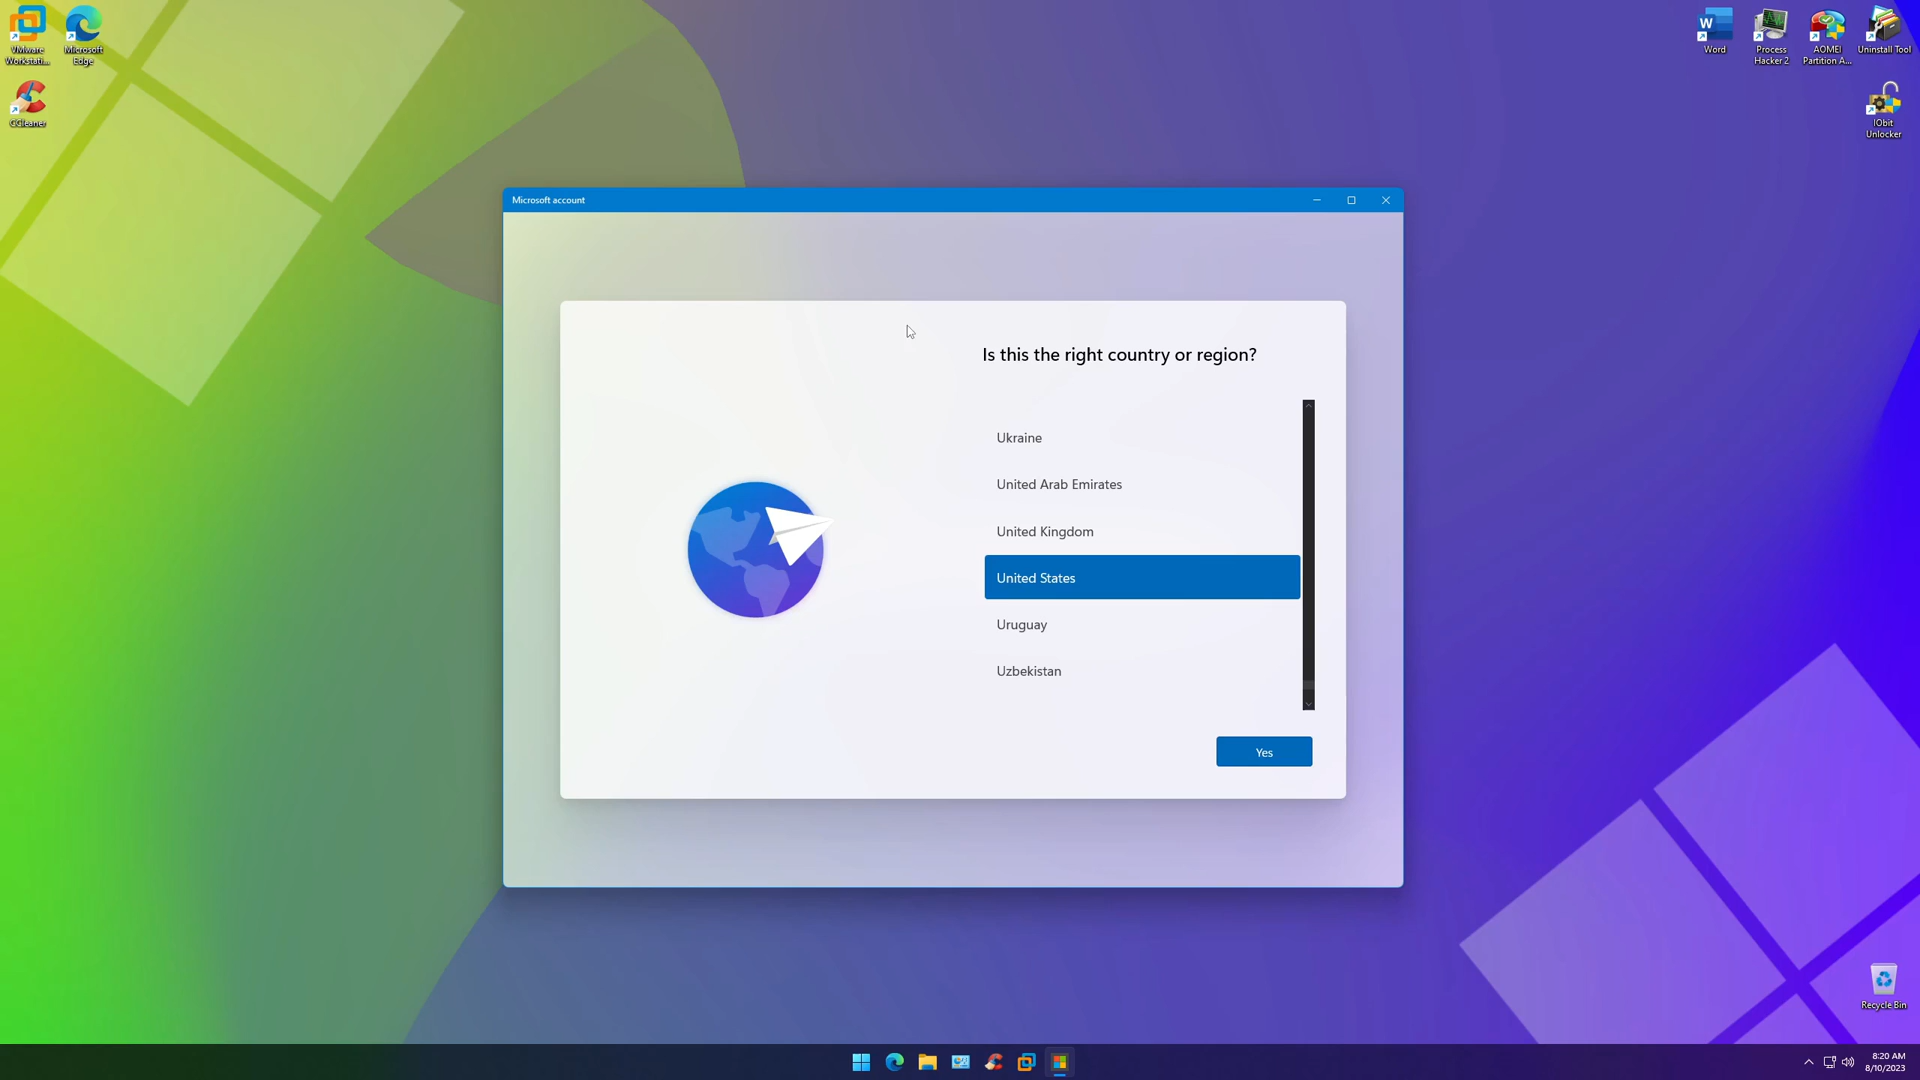 VMware
Workstati...
Microsoft
Edge
CCleaner
W
Word
Process
Hacker 2
AOMEI
Partition A...
Uninstall Tool
IObit
Unlocker
Microsoft account
Is this the right country or region?
Ukraine
United Arab Emirates
United Kingdom
United States
Uruguay
Uzbekistan
Yes
Recycle Bin
8:20 AM
8/10/2023